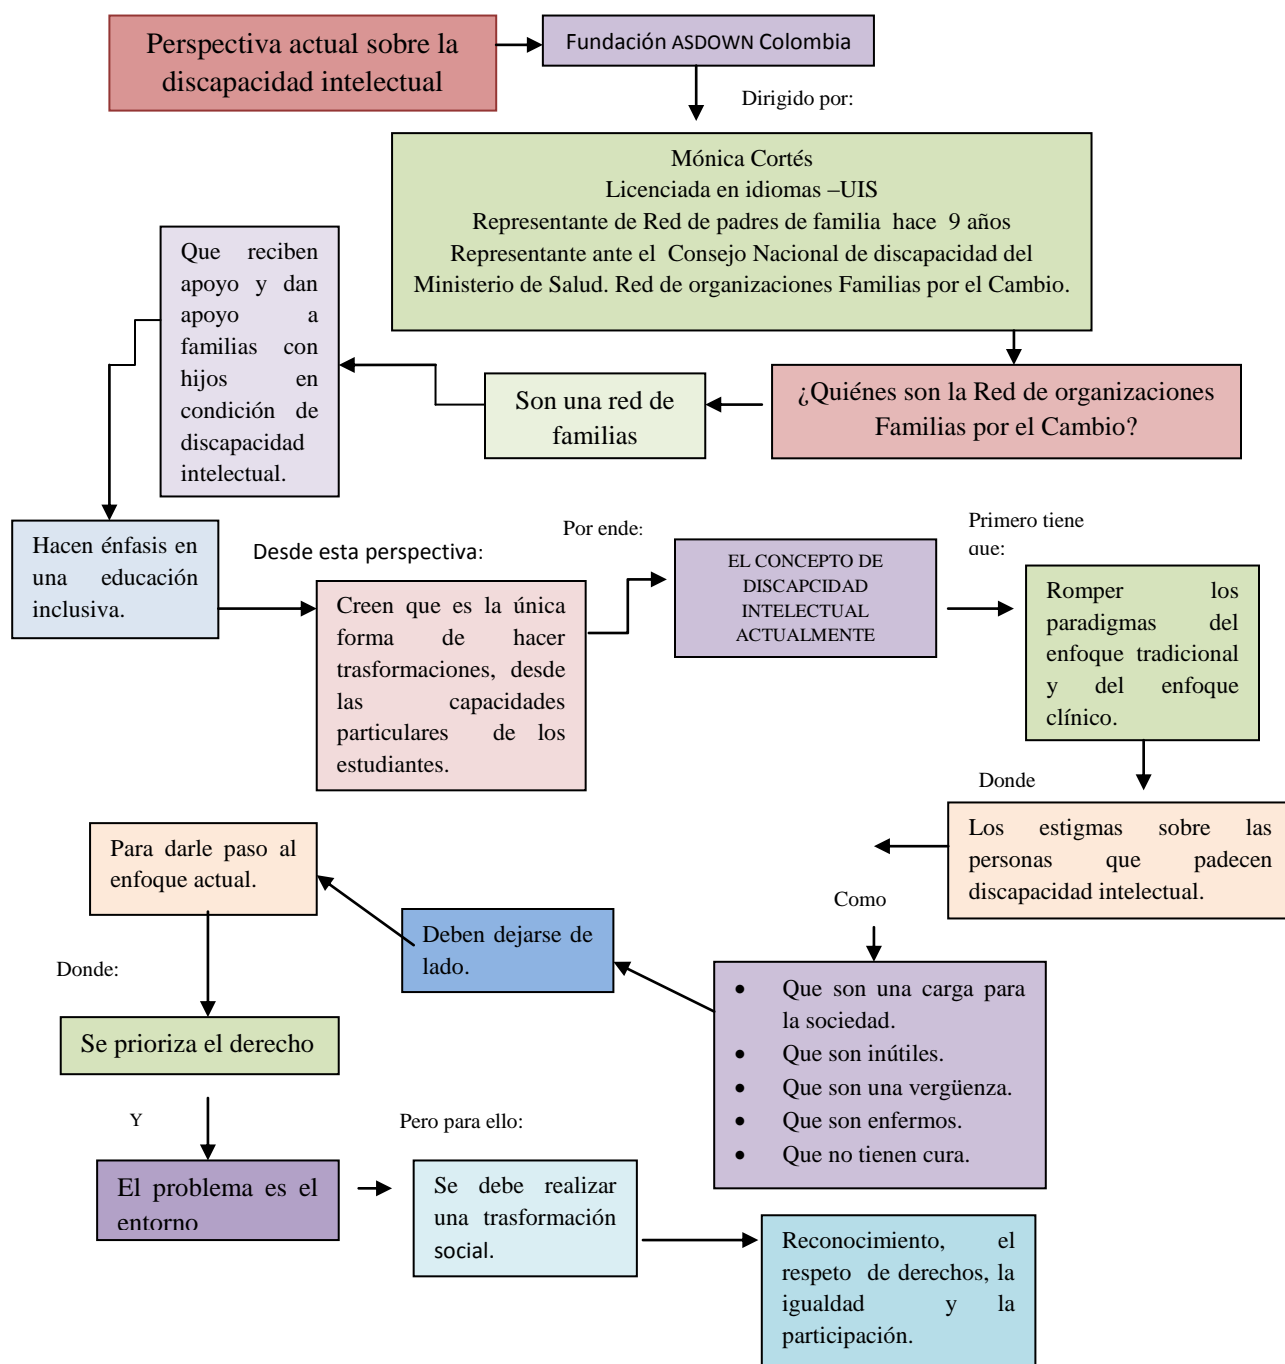 Perspectiva actual sobre la
discapacidad intelectual
Fundación ASDOWN Colombia
Dirigido por:
Mónica Cortés
Licenciada en idiomas –UIS
Representante de Red de padres de familia hace 9 años
Representante ante el Consejo Nacional de discapacidad del
Ministerio de Salud. Red de organizaciones Familias por el Cambio.
¿Quiénes son la Red de organizaciones
Familias por el Cambio?
Son una red de
familias
Que reciben
apoyo y dan
apoyo a
familias con
hijos en
condición de
discapacidad
intelectual.
Hacen énfasis en
una educación
inclusiva.
Desde esta perspectiva:
Creen que es la única
forma de hacer
trasformaciones, desde
las capacidades
particulares de los
estudiantes.
Por ende:
EL CONCEPTO DE
DISCAPCIDAD
INTELECTUAL
ACTUALMENTE
Primero tiene
que:
Romper los
paradigmas del
enfoque tradicional
y del enfoque
clínico.
Donde
Los estigmas sobre las
personas que padecen
discapacidad intelectual.
Como
• Que son una carga para
la sociedad.
• Que son inútiles.
• Que son una vergüenza.
• Que son enfermos.
• Que no tienen cura.
Deben dejarse de
lado.
Para darle paso al
enfoque actual.
Donde:
Se prioriza el derecho
Y
El problema es el
entorno
Pero para ello:
Se debe realizar
una trasformación
social.
Reconocimiento, el
respeto de derechos, la
igualdad y la
participación.